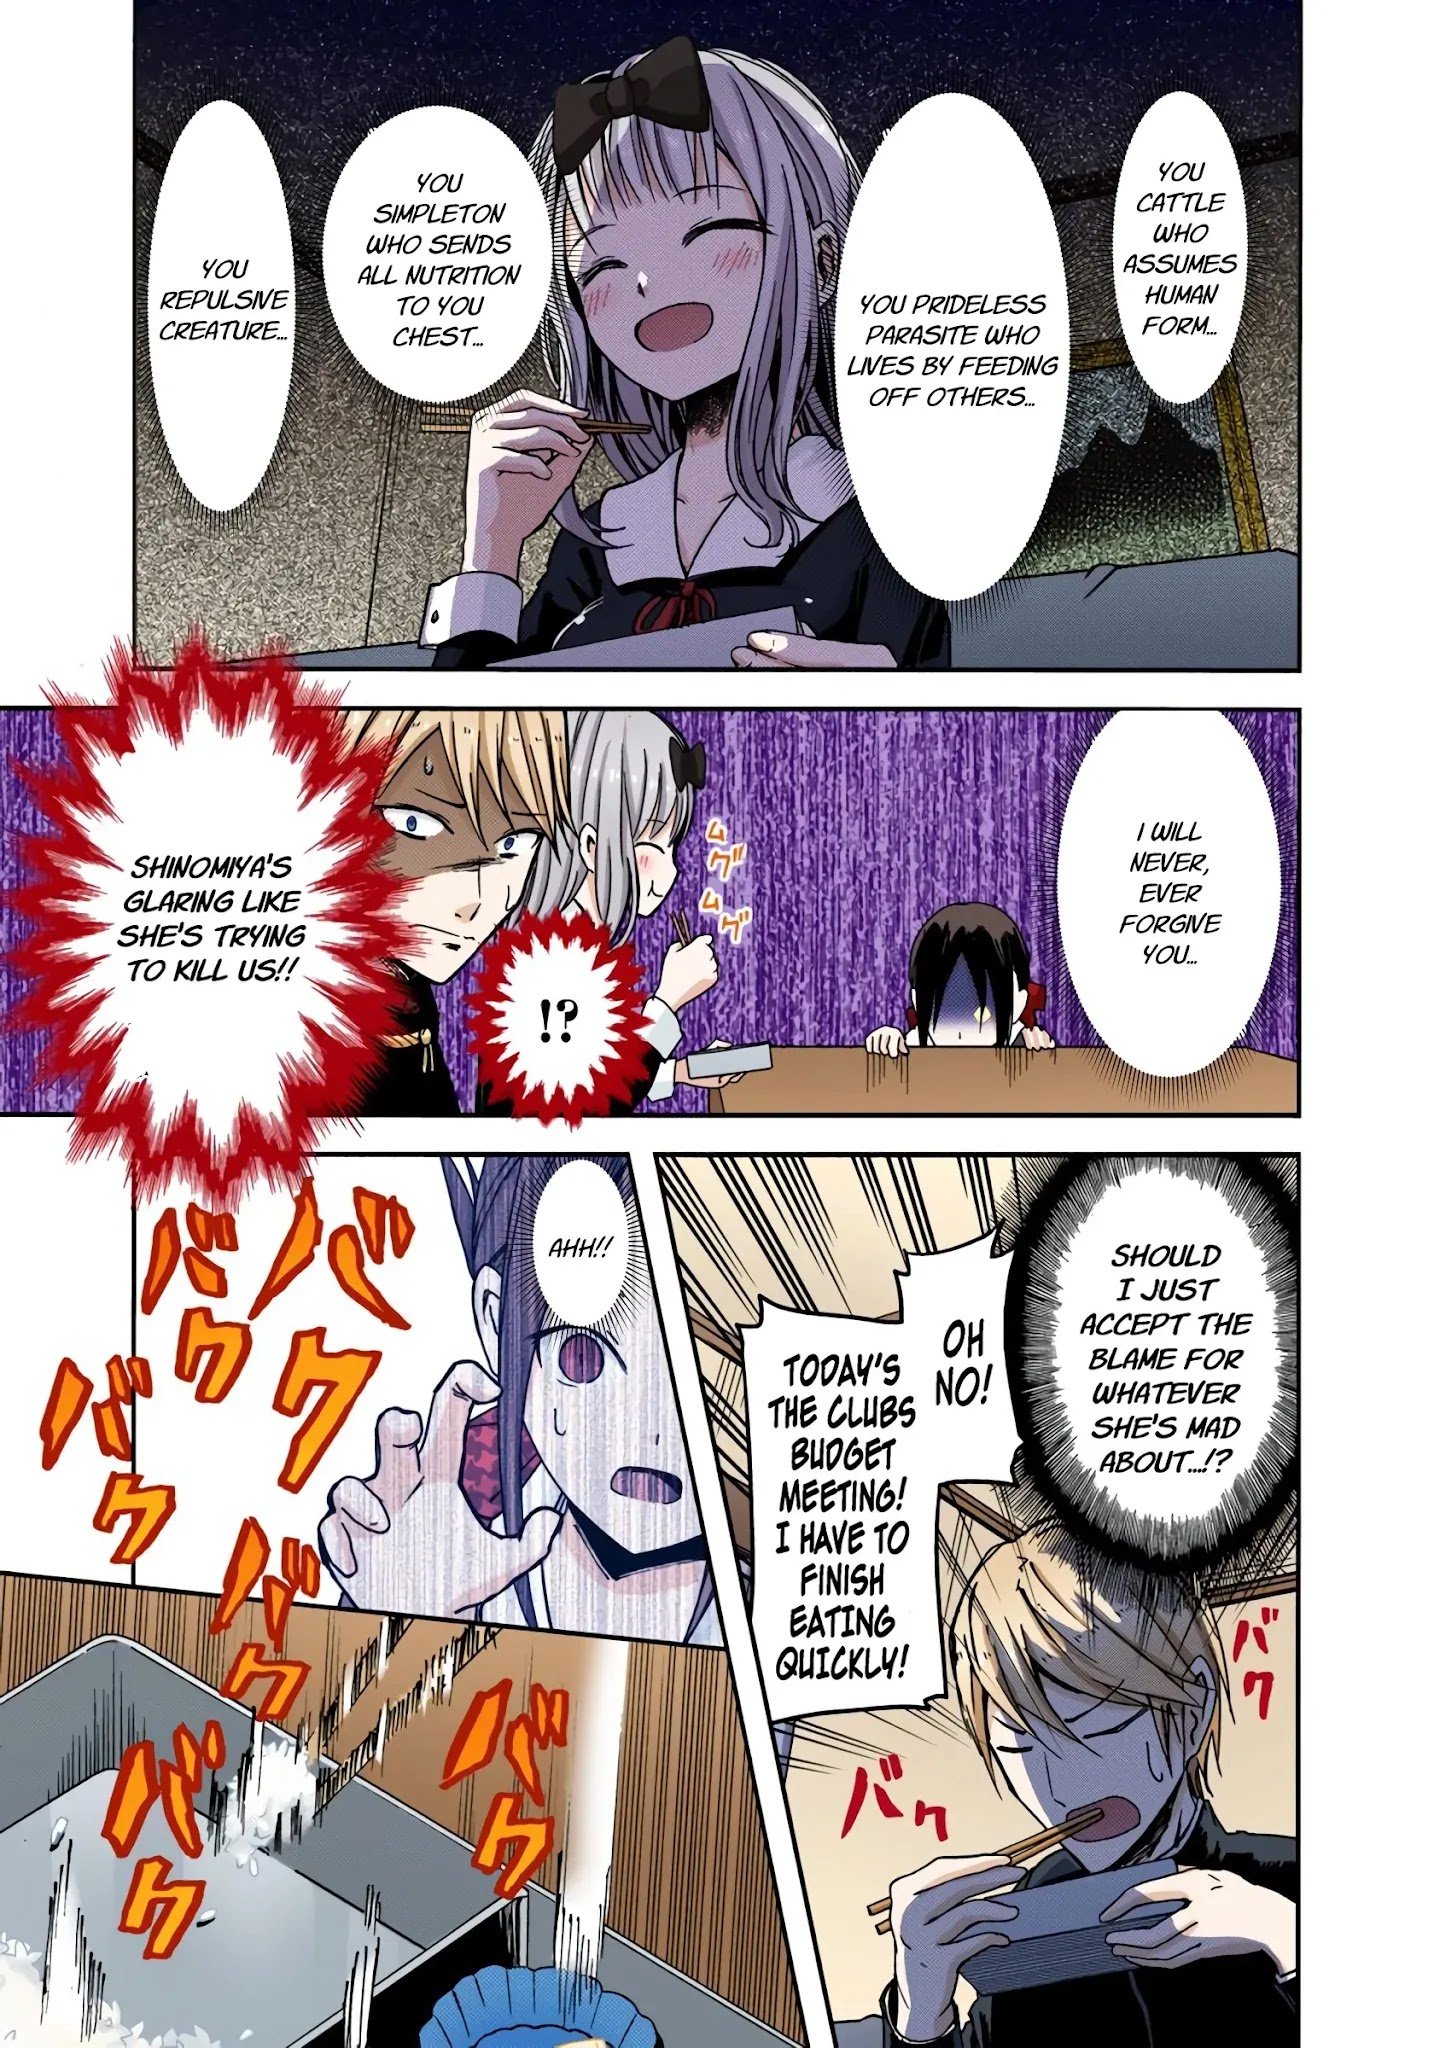 YOU
CATTLE
WHO
ASSUMES
HUMAN
FORM...
YOU PRIDELESS
PARASITE WHO
LIVES BY FEEDING
OFF OTHERS...
YOU
SIMPLETON
WHO SENDS
ALL NUTRITION
TO YOU
CHEST...
YOU
REPULSIVE
CREATURE...
I WILL
NEVER,
EVER
FORGIVE
YOU...
ムグ
ムグ
!?
SHINOMIYA'S
GLARING LIKE
SHE'S TRYING
TO KILL US!!
SHOULD
I JUST
ACCEPT THE
BLAME FOR
WHATEVER
SHE'S MAD
ABOUT...!?
OH
NO!
TODAY'S
THE CLUBS
BUDGET
MEETING!
I HAVE TO
FINISH
EATING
QUICKLY!
バク
バク
AHH!!
バク
バク
バク
バク
バク
バク